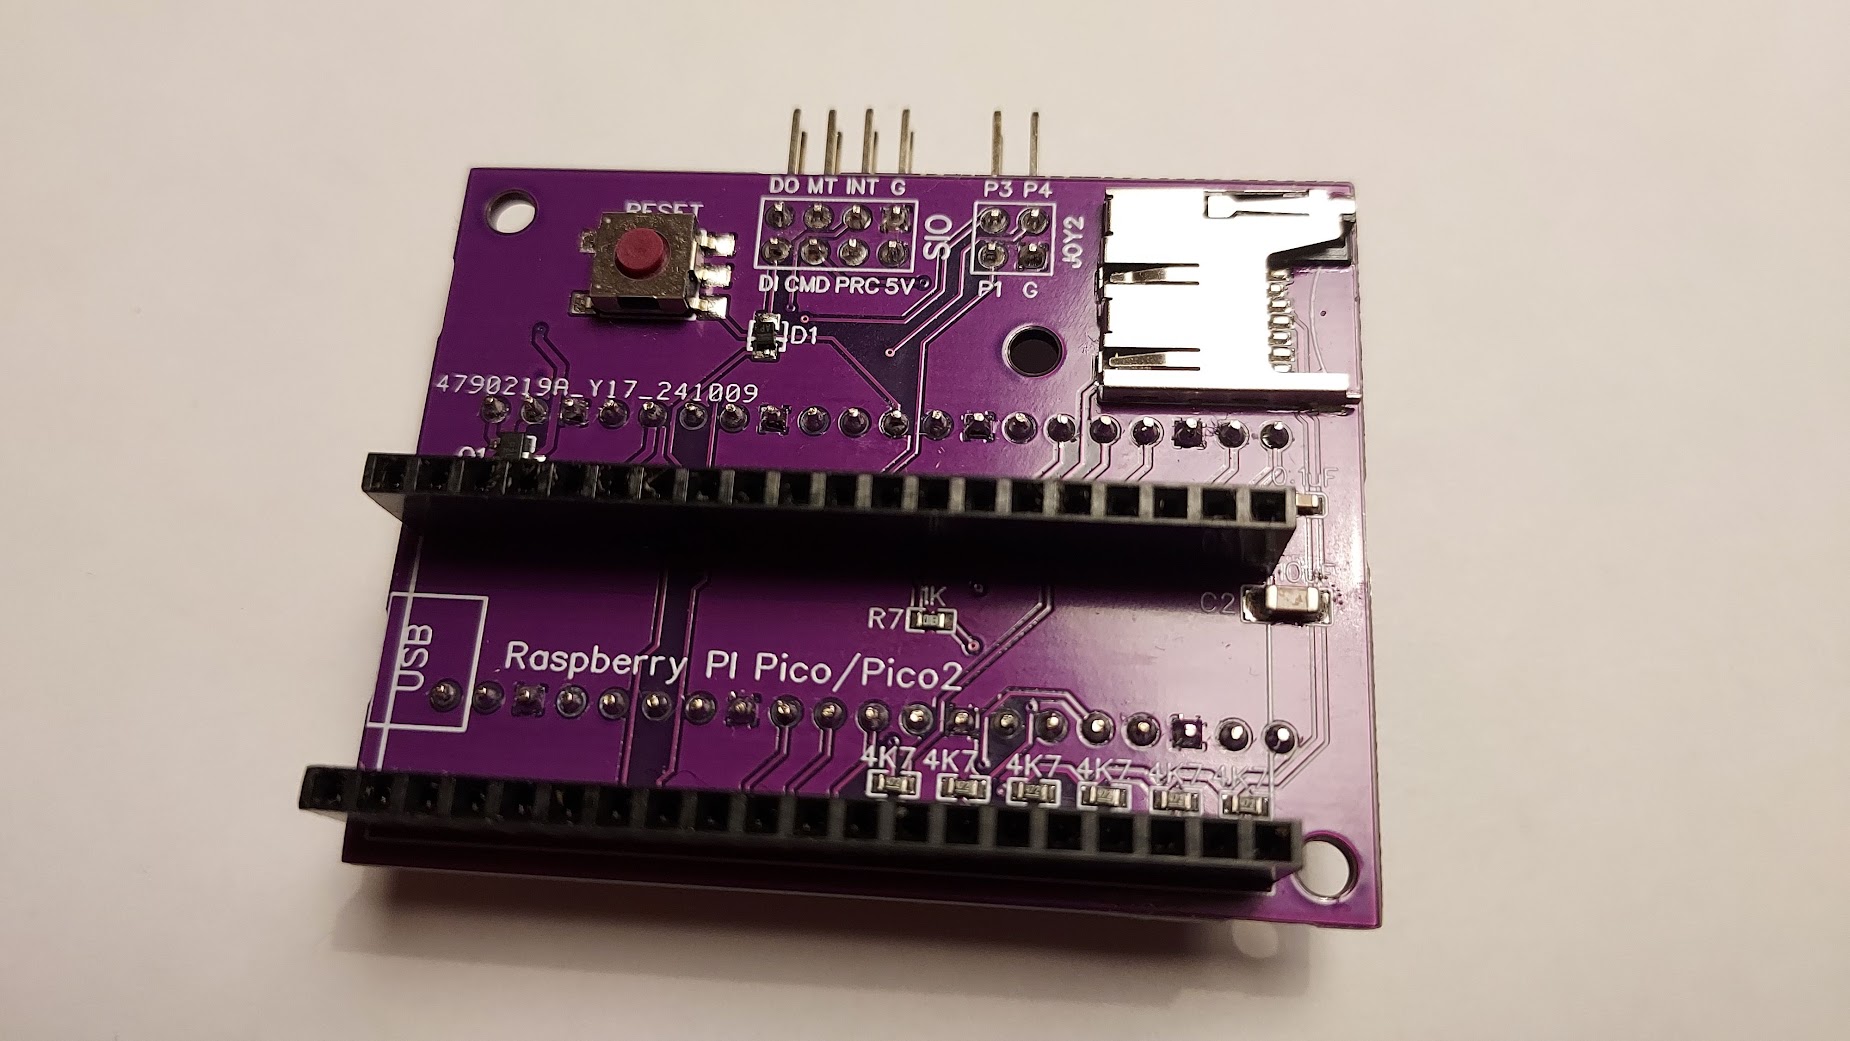 DO MT INT G
P3 P4
RESET
SIO
JOY2
DI CMD PRC 5V
P1 G
D1
4790219A_Y17_241009
Q1
0.1uF
10uF
C2
1K
R7
USB
Raspberry PI Pico/Pico2
4K7 4K7 4K7 4K7 4K7 4K7